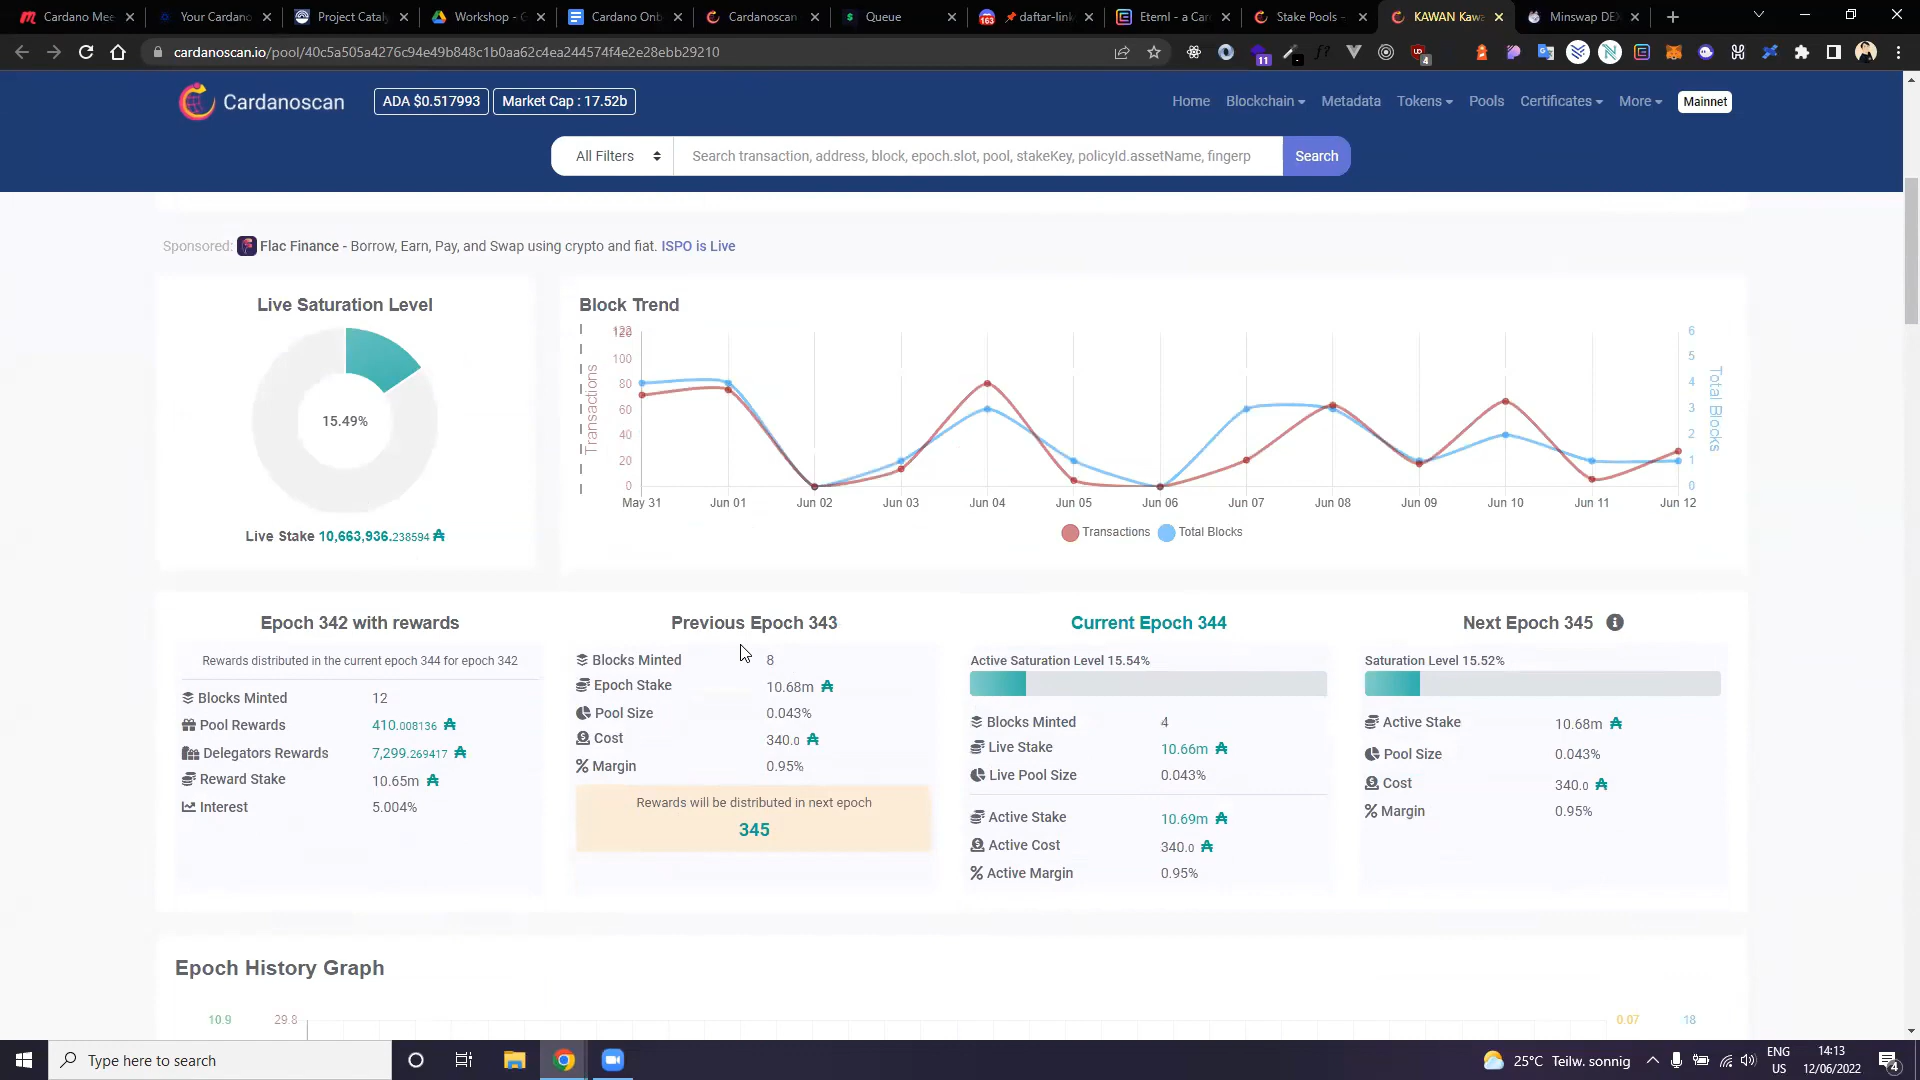 Cardano Mee
Your Cardano
Project Cataly
Workshop - G
Cardano Onb
Cardanoscan
Queue
daftar-link
Eternl - a Car
Stake Pools -
KAWAN Kawa
Minswap DEX
cardanoscan.io/pool/40c5a505a4276c94e49b848c1b0aa62c4ea244574f4e2e28ebb29210
Cardanoscan
ADA $0.517993
Market Cap : 17.52b
Home
Blockchain
Metadata
Tokens
Pools
Certificates
More
Mainnet
All Filters
Search transaction, address, block, epoch.slot, pool, stakeKey, policyId.assetName, fingerp
Search
Sponsored: Flac Finance - Borrow, Earn, Pay, and Swap using crypto and fiat. ISPO is Live
Live Saturation Level
15.49%
Live Stake 10,663,936.238594 ₳
Block Trend
Transactions
120
100
80
60
40
20
0
6
5
4
3
2
1
0
Total Blocks
May 31 Jun 01 Jun 02 Jun 03 Jun 04 Jun 05 Jun 06 Jun 07 Jun 08 Jun 09 Jun 10 Jun 11 Jun 12
Transactions Total Blocks
Epoch 342 with rewards
Rewards distributed in the current epoch 344 for epoch 342
Blocks Minted 12
Pool Rewards 410.008136 ₳
Delegators Rewards 7,299.269417 ₳
Reward Stake 10.65m ₳
Interest 5.004%
Previous Epoch 343
Blocks Minted 8
Epoch Stake 10.68m ₳
Pool Size 0.043%
Cost 340.0 ₳
Margin 0.95%
Rewards will be distributed in next epoch
345
Current Epoch 344
Active Saturation Level 15.54%
Blocks Minted 4
Live Stake 10.66m ₳
Live Pool Size 0.043%
Active Stake 10.69m ₳
Active Cost 340.0 ₳
Active Margin 0.95%
Next Epoch 345
Saturation Level 15.52%
Active Stake 10.68m ₳
Pool Size 0.043%
Cost 340.0 ₳
Margin 0.95%
Epoch History Graph
10.9 29.8 0.07 18
Type here to search
25°C Teilw. sonnig
ENG
US
14:13
12/06/2022
4